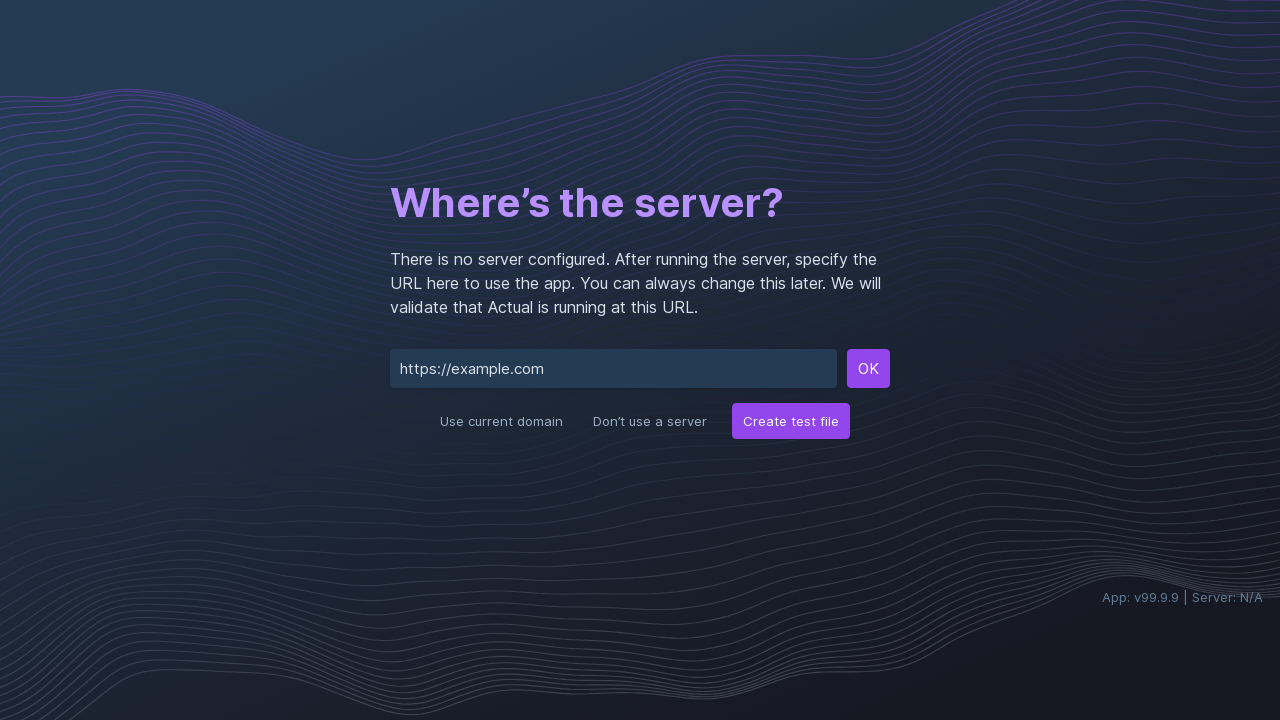 Where’s the server?
There is no server configured. After running the server, specify the
URL here to use the app. You can always change this later. We will
validate that Actual is running at this URL.
https://example.com
OK
Use current domain
Don’t use a server
Create test file
App: v99.9.9 | Server: N/A